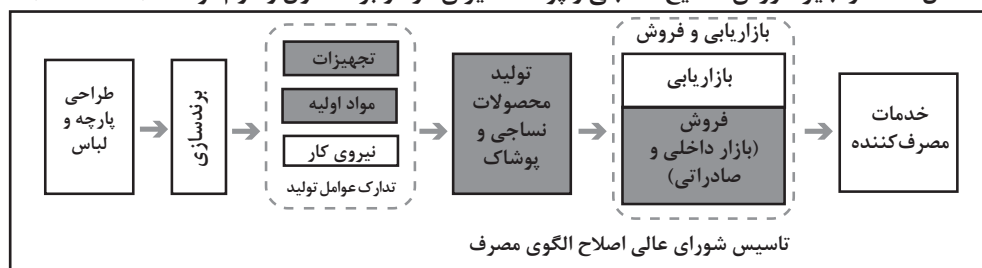 بازاریابی و فروش
طراحی
پارچه و
لباس
برندسازی
تجهیزات
مواد اولیه
نیروی کار
تدارک عوامل تولید
تولید
محصولات
نساجی و
پوشاک
بازاریابی
فروش
(بازار داخلی و
صادراتی)
خدمات
مصرف‌کننده
تاسیس شورای عالی اصلاح الگوی مصرف